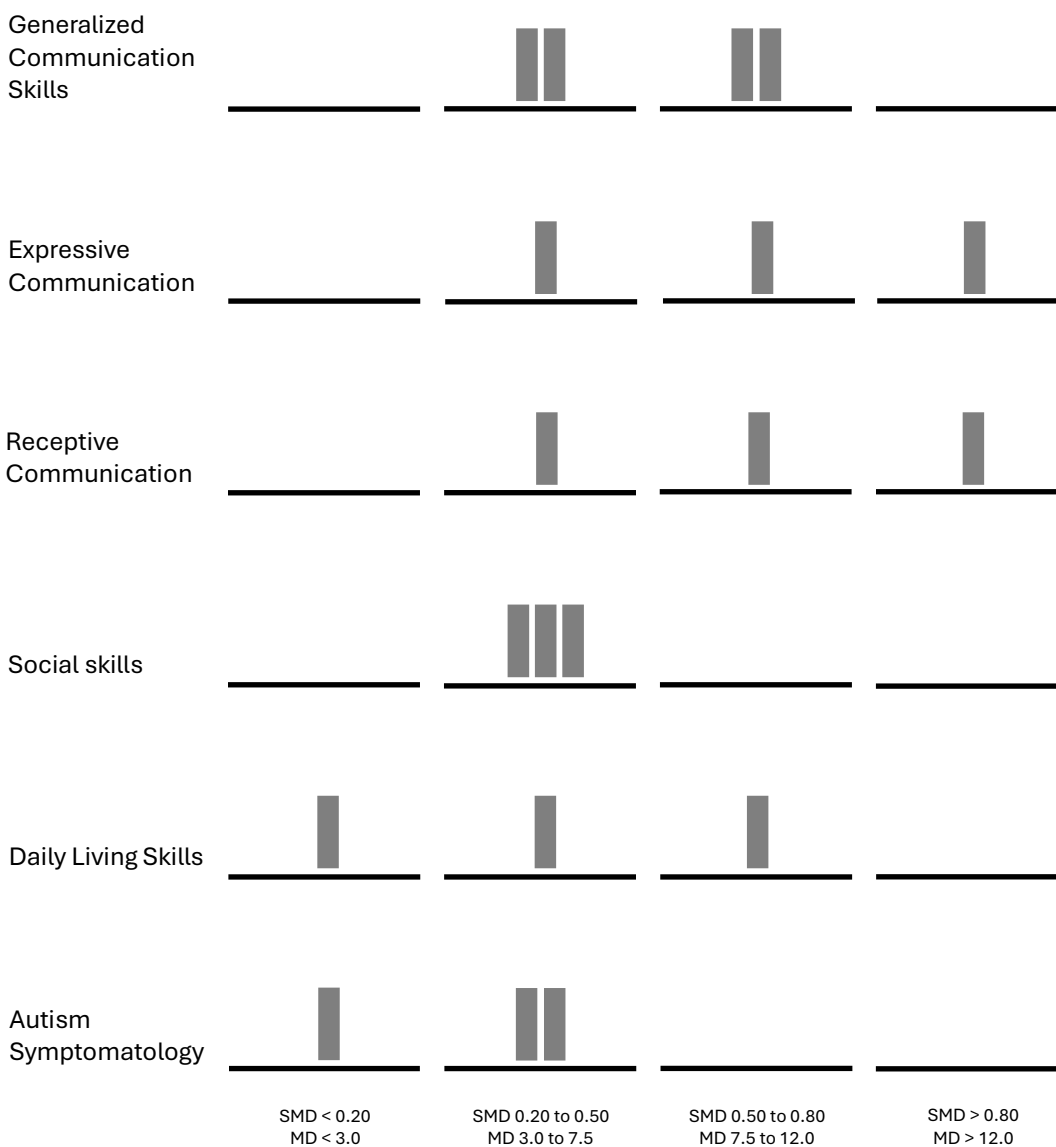 Generalized
Communication
Skills
Expressive
Communication
Receptive
Communication
Social skills
Daily Living Skills
Autism
Symptomatology
SMD < 0.20
MD < 3.0
SMD 0.20 to 0.50
MD 3.0 to 7.5
SMD 0.50 to 0.80
MD 7.5 to 12.0
SMD > 0.80
MD > 12.0